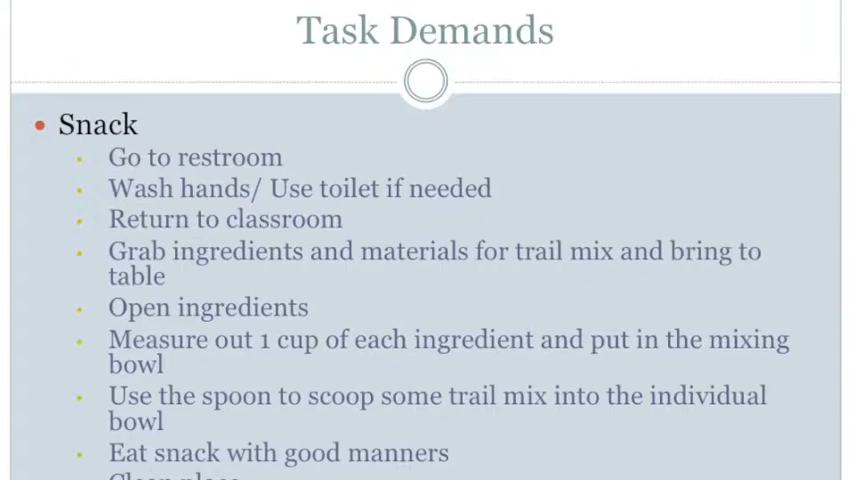 Task Demands
• Snack
• Go to restroom
• Wash hands/ Use toilet if needed
• Return to classroom
• Grab ingredients and materials for trail mix and bring to
table
• Open ingredients
• Measure out 1 cup of each ingredient and put in the mixing
bowl
• Use the spoon to scoop some trail mix into the individual
bowl
• Eat snack with good manners